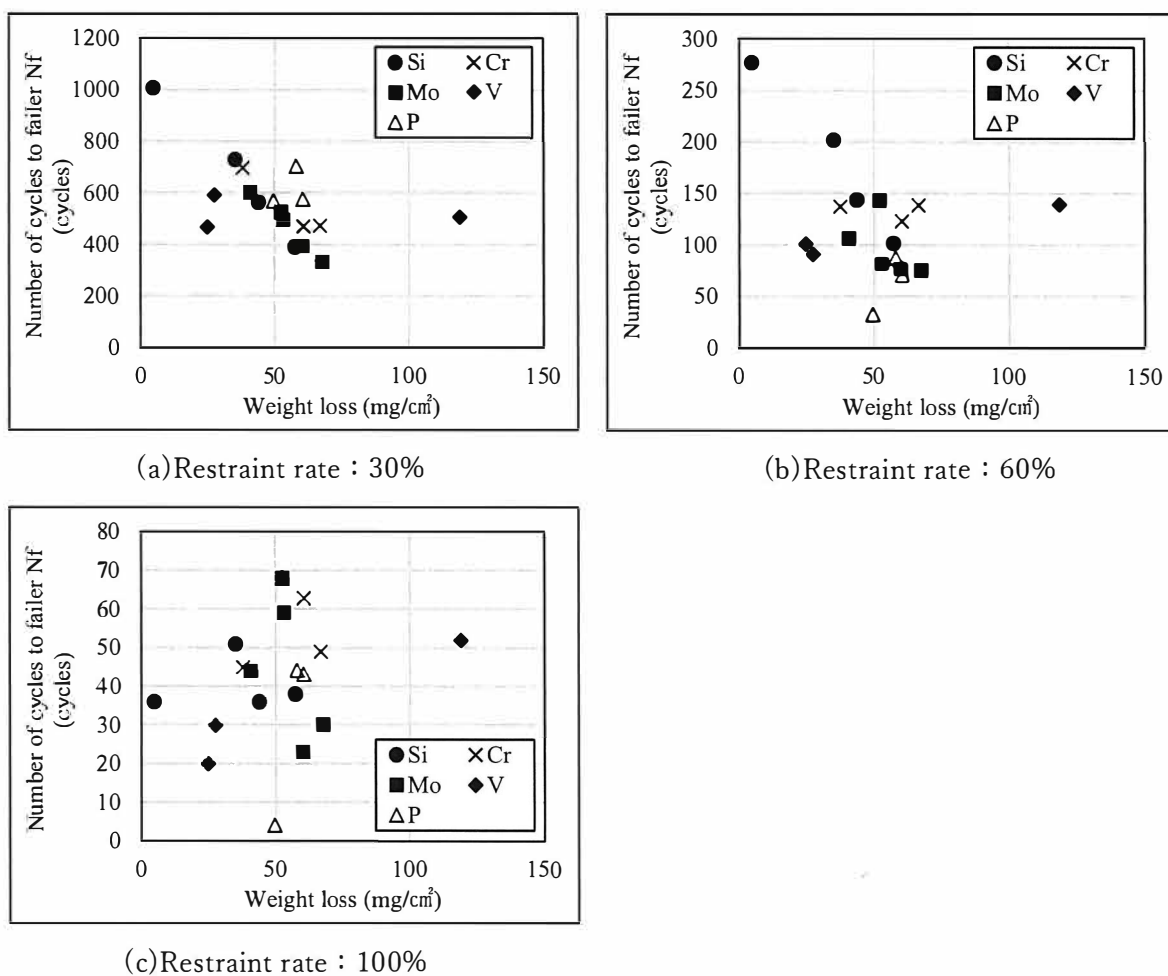 Number of cycles to failer Nf
(cycles)
1200
1000
800
600
400
200
0
0 50 100 150
Weight loss (mg/cm²)
●Si ×Cr
■Mo ◆V
△P
(a)Restraint rate：30%
Number of cycles to failer Nf
(cycles)
300
250
200
150
100
50
0
0 50 100 150
Weight loss (mg/cm²)
●Si ×Cr
■Mo ◆V
△P
(b)Restraint rate：60%
Number of cycles to failer Nf
(cycles)
80
70
60
50
40
30
20
10
0
0 50 100 150
Weight loss (mg/cm²)
●Si ×Cr
■Mo ◆V
△P
(c)Restraint rate：100%